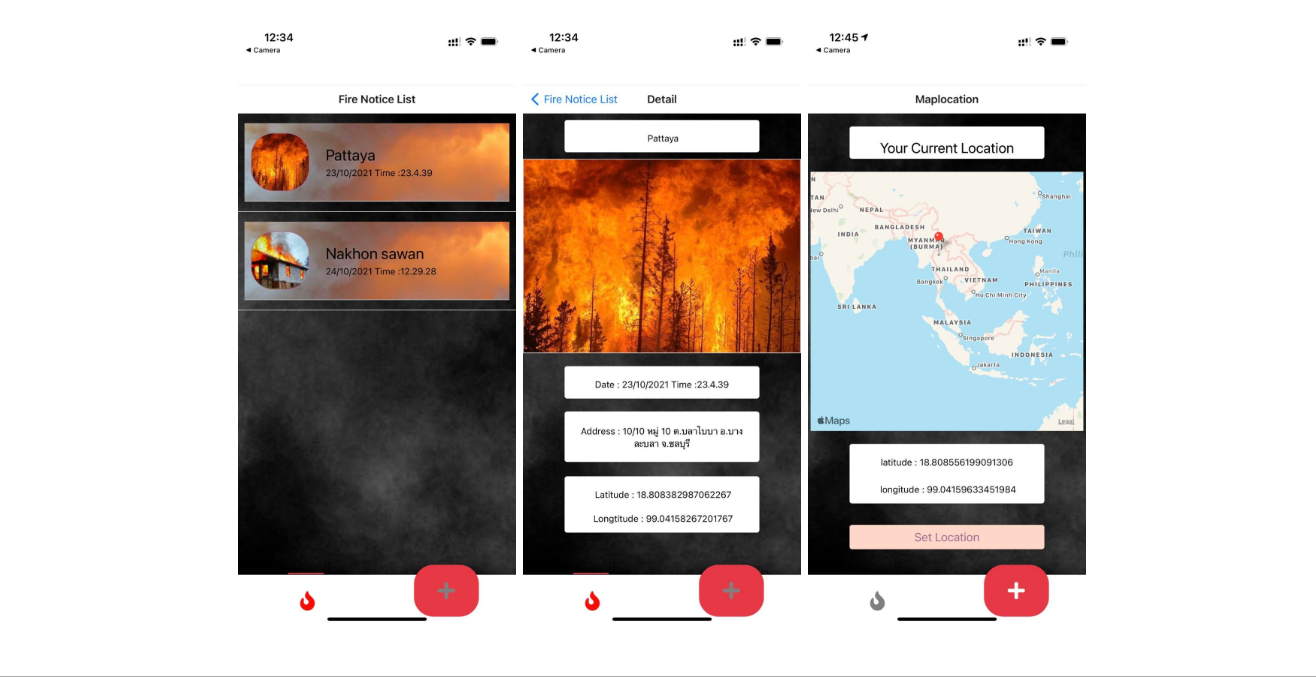 12:34
◄ Camera
Fire Notice List
Pattaya
23/10/2021 Time :23.4.39
Nakhon sawan
24/10/2021 Time :12.29.28
12:34
◄ Camera
Fire Notice List
Detail
Pattaya
Date : 23/10/2021 Time :23.4.39
Address : 10/10 หมู่ 10 ต.บลาไบบา อ.บาง
ละบลา จ.ชลบุรี
Latitude : 18.808382987062267
Longtitude : 99.04158267201767
12:45
◄ Camera
Maplocation
Your Current Location
Shanghai
New Delhi
NEPAL
BANGLADESH
INDIA
MYANMAR
(BURMA)
TAIWAN
Hong Kong
THAILAND
Bangkok
VIETNAM
Manila
PHILIPPINES
Ho Chi Minh City
SRI LANKA
MALAYSIA
Singapore
INDONESIA
Jakarta
Maps
Legal
latitude : 18.808556199091306
longitude : 99.04159633451984
Set Location